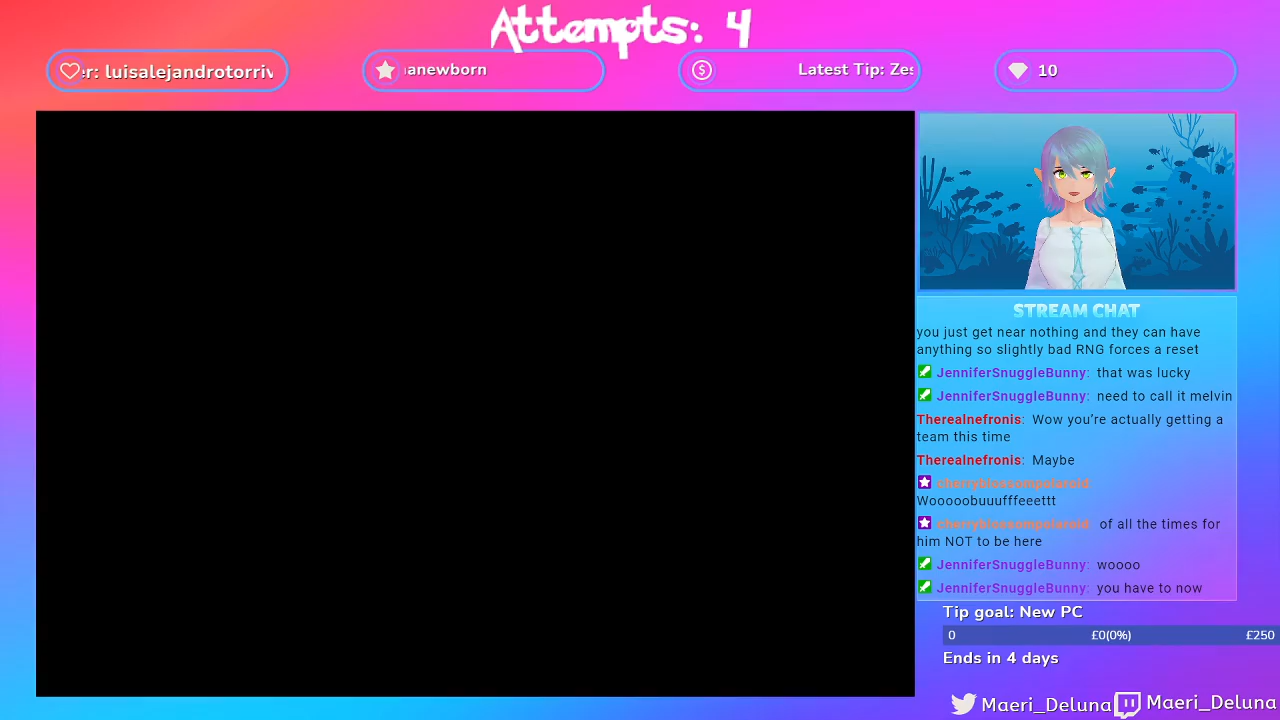 Attempts: 4
er: luisalejandrotorriv
anewborn
Latest Tip: Zes
10
STREAM CHAT
you just get near nothing and they can have
anything so slightly bad RNG forces a reset
JenniferSnuggleBunny: that was lucky
JenniferSnuggleBunny: need to call it melvin
Therealnefronis: Wow you're actually getting a
team this time
Therealnefronis: Maybe
cherryblossompolaroid:
Wooooobuuufffeeettt
cherryblossompolaroid: of all the times for
him NOT to be here
JenniferSnuggleBunny: woooo
JenniferSnuggleBunny: you have to now
Tip goal: New PC
0 £0(0%) £250
Ends in 4 days
Maeri_Deluna Maeri_Deluna